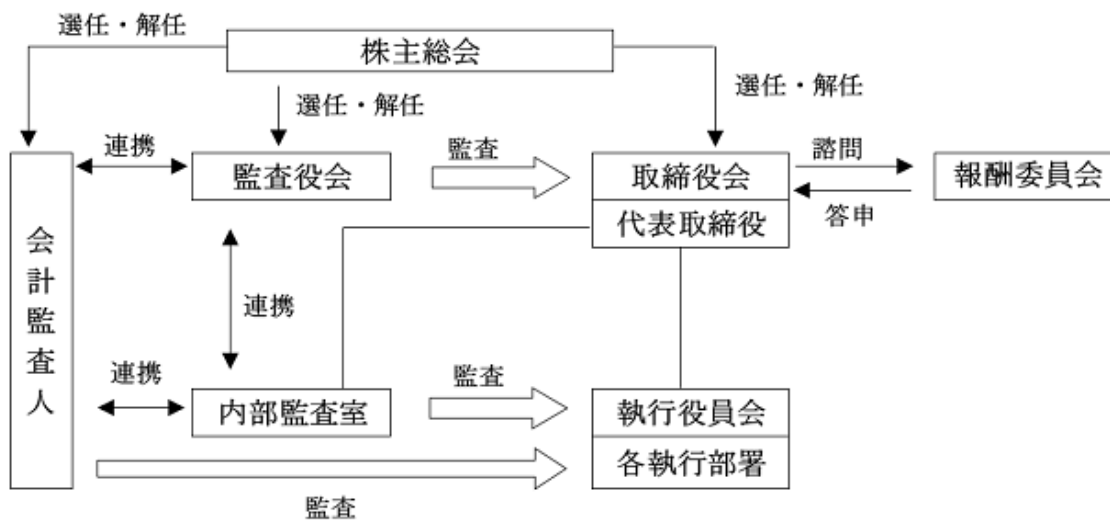 選任・解任
株主総会
選任・解任
選任・解任
連携
監査役会
監査
取締役会
諮問
報酬委員会
代表取締役
答申
会計監査人
連携
連携
内部監査室
監査
執行役員会
各執行部署
監査